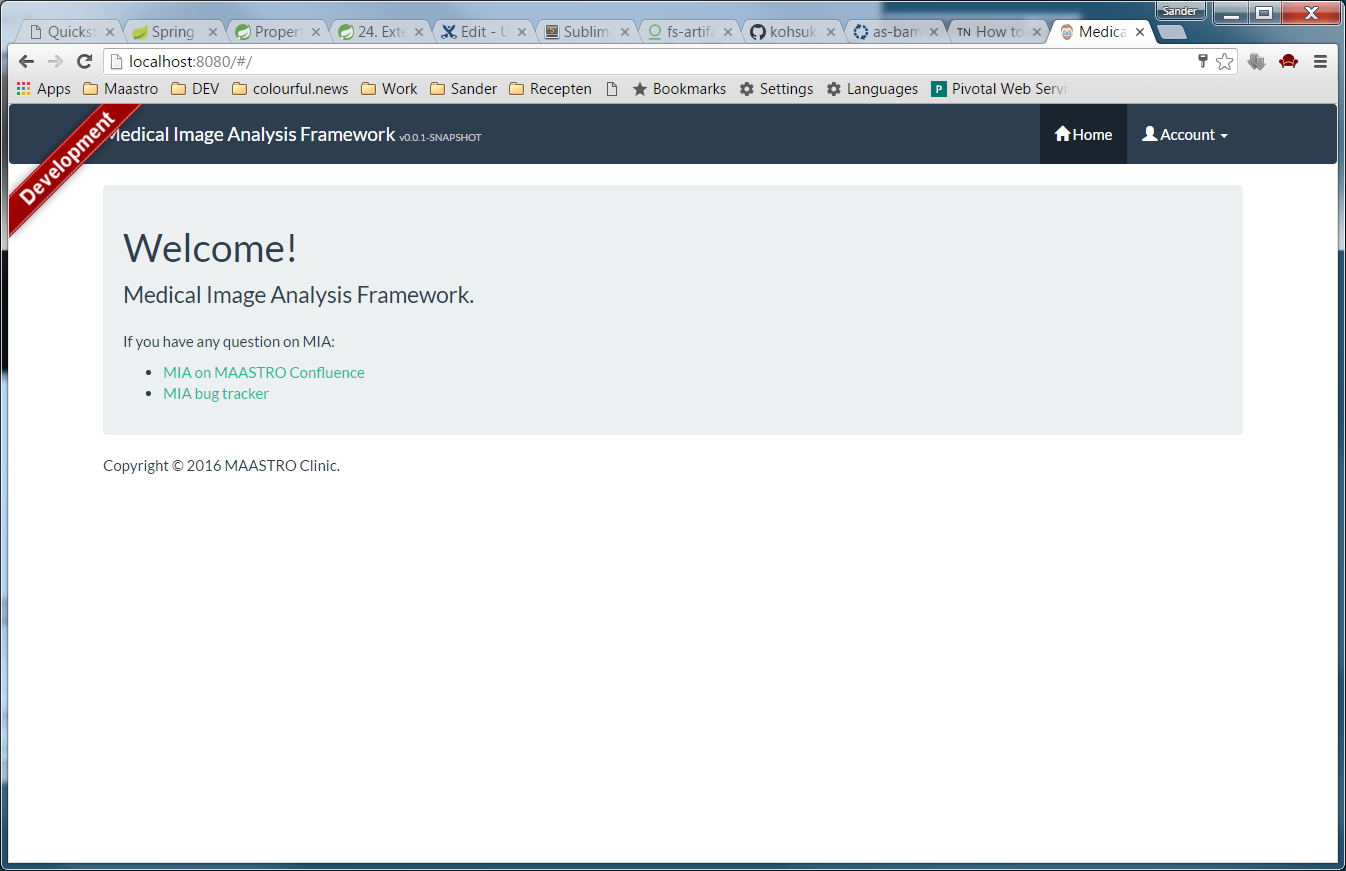 Sander
Quickst Spring Propert 24. Exte Edit - U Sublim fs-artifa kohsuk as-bam TN How to Medica
localhost:8080/#/
Apps Maastro DEV colourful.news Work Sander Recepten Bookmarks Settings Languages P Pivotal Web Servi
Development
Medical Image Analysis Framework v0.0.1-SNAPSHOT Home Account
Welcome!
Medical Image Analysis Framework.
If you have any question on MIA:
• MIA on MAASTRO Confluence
• MIA bug tracker
Copyright © 2016 MAASTRO Clinic.